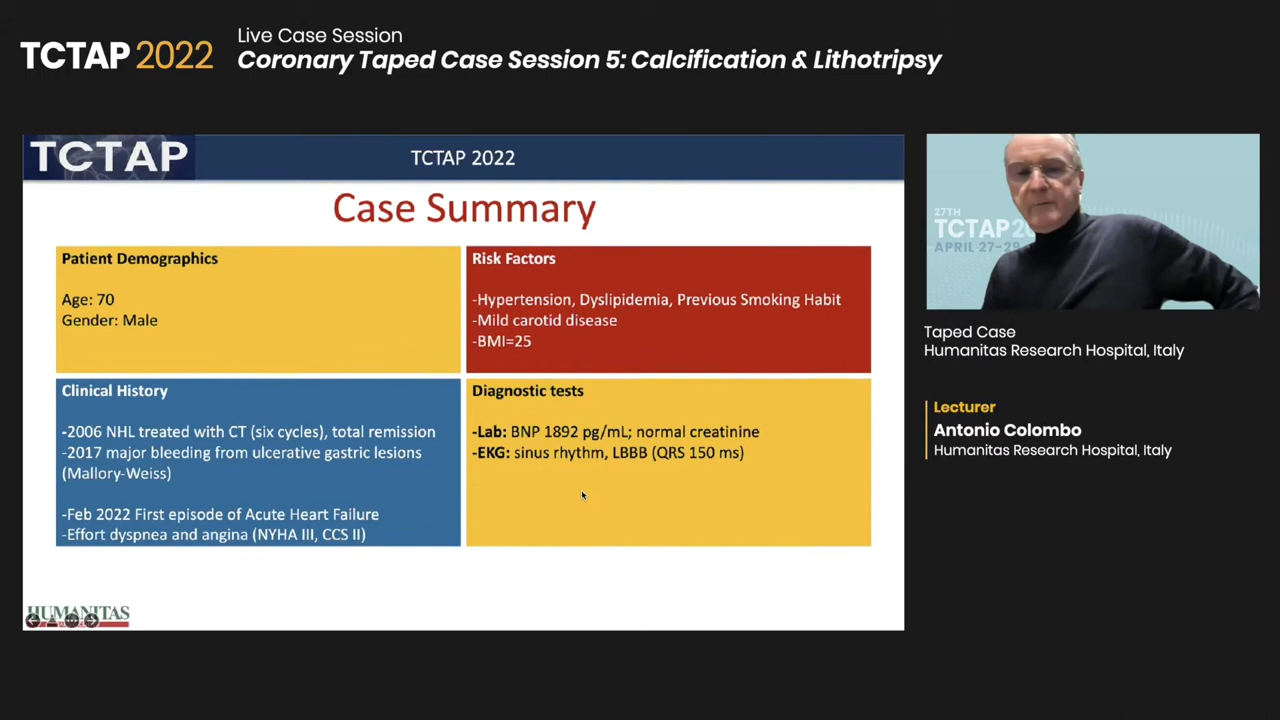 TCTAP 2022
Live Case Session
Coronary Taped Case Session 5: Calcification & Lithotripsy
TCTAP
TCTAP 2022
Case Summary
Patient Demographics
Age: 70
Gender: Male
Risk Factors
-Hypertension, Dyslipidemia, Previous Smoking Habit
-Mild carotid disease
-BMI=25
Clinical History
-2006 NHL treated with CT (six cycles), total remission
-2017 major bleeding from ulcerative gastric lesions
(Mallory-Weiss)
-Feb 2022 First episode of Acute Heart Failure
-Effort dyspnea and angina (NYHA III, CCS II)
Diagnostic tests
-Lab: BNP 1892 pg/mL; normal creatinine
-EKG: sinus rhythm, LBBB (QRS 150 ms)
HUMANITAS
27TH
TCTAP20
APRIL 27-29
Taped Case
Humanitas Research Hospital, Italy
Lecturer
Antonio Colombo
Humanitas Research Hospital, Italy